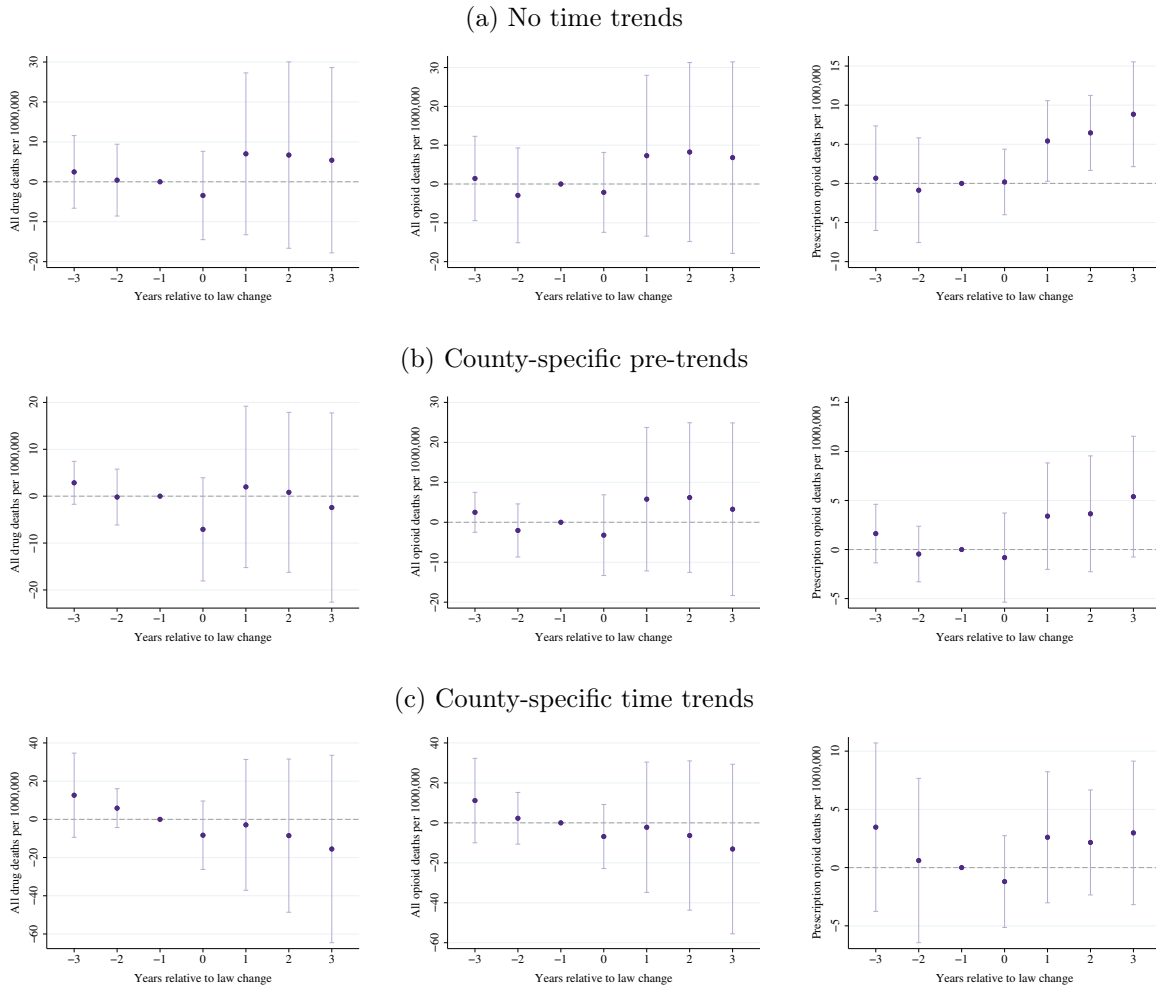 (a) No time trends
All drug deaths per 1000,000
30
20
10
0
−10
−20
−3 −2 −1 0 1 2 3
Years relative to law change
All opioid deaths per 1000,000
30
20
10
0
−10
−20
−3 −2 −1 0 1 2 3
Years relative to law change
Prescription opioid deaths per 1000,000
15
10
5
0
−5
−10
−3 −2 −1 0 1 2 3
Years relative to law change
(b) County-specific pre-trends
All drug deaths per 1000,000
20
10
0
−10
−20
−3 −2 −1 0 1 2 3
Years relative to law change
All opioid deaths per 1000,000
30
20
10
0
−10
−20
−3 −2 −1 0 1 2 3
Years relative to law change
Prescription opioid deaths per 1000,000
15
10
5
0
−5
−3 −2 −1 0 1 2 3
Years relative to law change
(c) County-specific time trends
All drug deaths per 1000,000
40
20
0
−20
−40
−60
−3 −2 −1 0 1 2 3
Years relative to law change
All opioid deaths per 1000,000
40
20
0
−20
−40
−60
−3 −2 −1 0 1 2 3
Years relative to law change
Prescription opioid deaths per 1000,000
10
5
0
−5
−3 −2 −1 0 1 2 3
Years relative to law change